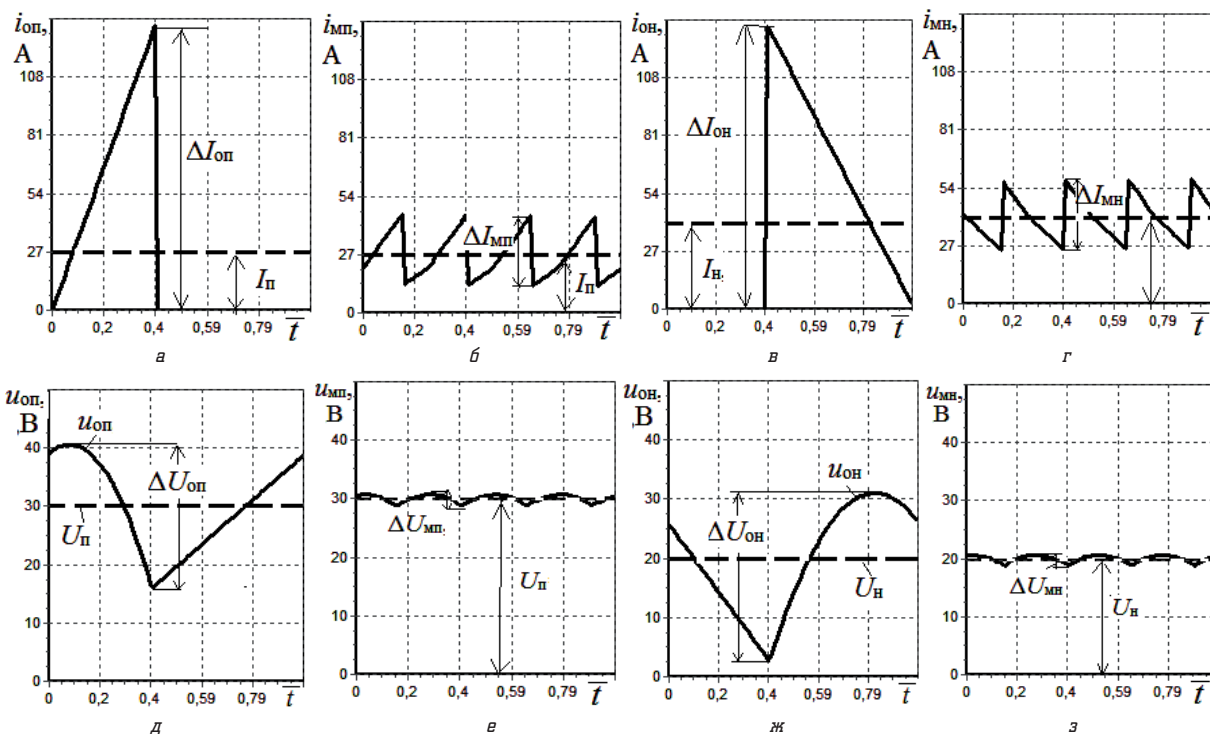 iоп, А
108
81
54
27
0
ΔIоп
Iп
0 0,2 0,4 0,59 0,79 t̅
а
iмп, А
108
81
54
27
0
ΔIмп
Iп
0 0,2 0,4 0,59 0,79 t̅
б
iон, А
108
81
54
27
0
ΔIон
Iн
0 0,2 0,4 0,59 0,79 t̅
в
iмн, А
108
81
54
27
0
ΔIмн
0 0,2 0,4 0,59 0,79 t̅
г
uоп, В
40
30
20
10
0
uоп
ΔUоп
Uп
0 0,2 0,4 0,59 0,79 t̅
д
uмп, В
40
30
20
10
0
ΔUмп
Uп
0 0,2 0,4 0,59 0,79 t̅
е
uон, В
40
30
20
10
0
uон
ΔUон
Uн
0 0,2 0,4 0,59 0,79 t̅
ж
uмн, В
40
30
20
10
0
ΔUмн
Uн
0 0,2 0,4 0,59 0,79 t̅
з